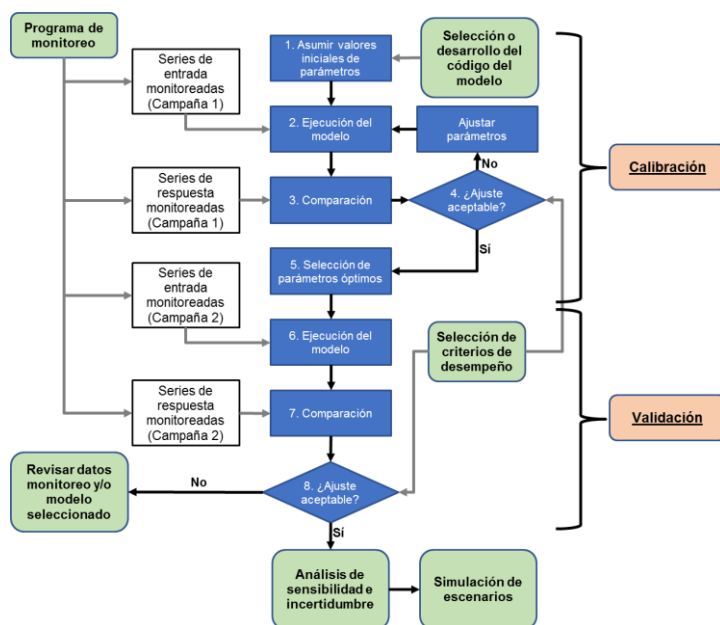 Programa de
monitoreo
Series de
entrada
monitoreadas
(Campaña 1)
1. Asumir valores
iniciales de
parámetros
Selección o
desarrollo del
código del
modelo
2. Ejecución del
modelo
Ajustar
parámetros
No
Calibración
Series de
respuesta
monitoreadas
(Campaña 1)
3. Comparación
4. ¿Ajuste
aceptable?
Sí
5. Selección de
parámetros óptimos
Series de
entrada
monitoreadas
(Campaña 2)
6. Ejecución del
modelo
Selección de
criterios de
desempeño
Series de
respuesta
monitoreadas
(Campaña 2)
7. Comparación
Validación
Revisar datos
monitoreo y/o
modelo
seleccionado
No
8. ¿Ajuste
aceptable?
Sí
Análisis de
sensibilidad e
incertidumbre
Simulación de
escenarios